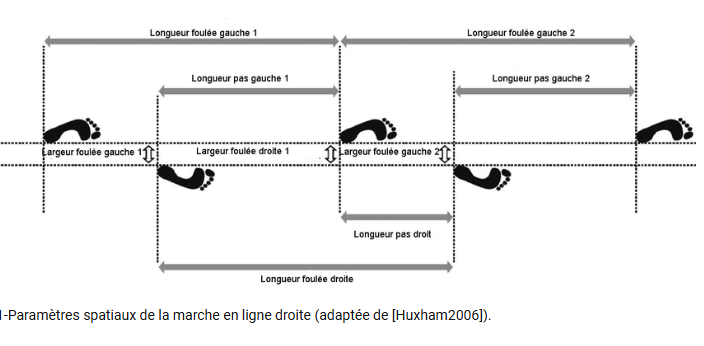 Longueur foulée gauche 1
Longueur foulée gauche 2
Longueur pas gauche 1
Longueur pas gauche 2
Largeur foulée gauche 1
Largeur foulée droite 1
Largeur foulée gauche 2
Longueur pas droit
Longueur foulée droite
1-Paramètres spatiaux de la marche en ligne droite (adaptée de [Huxham2006]).